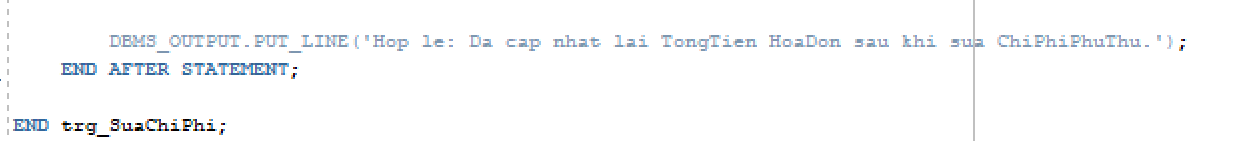 DBMS_OUTPUT.PUT_LINE('Hop le: Da cap nhat lai TongTien HoaDon sau khi sua ChiPhiPhuThu.');
END AFTER STATEMENT;
END trg_SuaChiPhi;